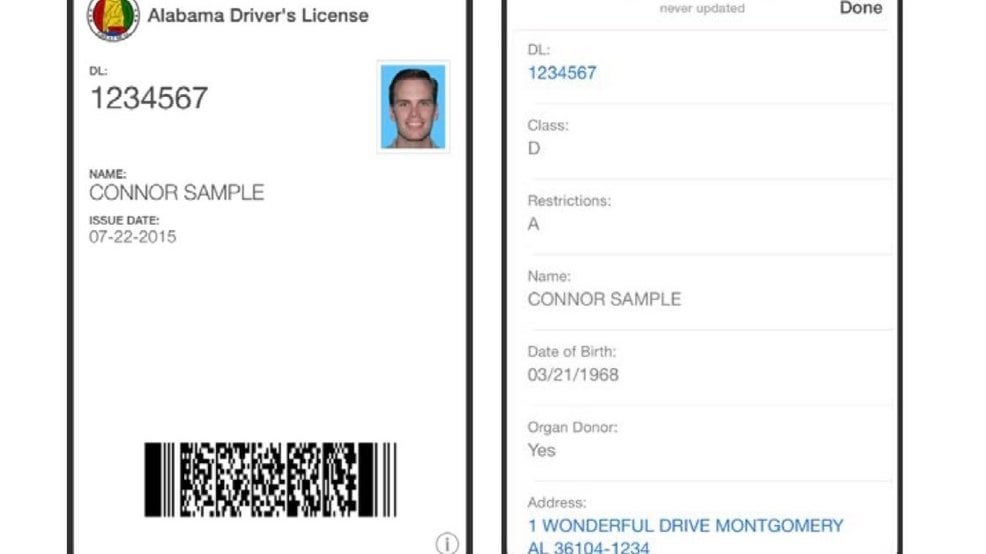 Alabama Driver's License
DL:
1234567
NAME:
CONNOR SAMPLE
ISSUE DATE:
07-22-2015
never updated
Done
DL:
1234567
Class:
D
Restrictions:
A
Name:
CONNOR SAMPLE
Date of Birth:
03/21/1968
Organ Donor:
Yes
Address:
1 WONDERFUL DRIVE MONTGOMERY
AL 36104-1234